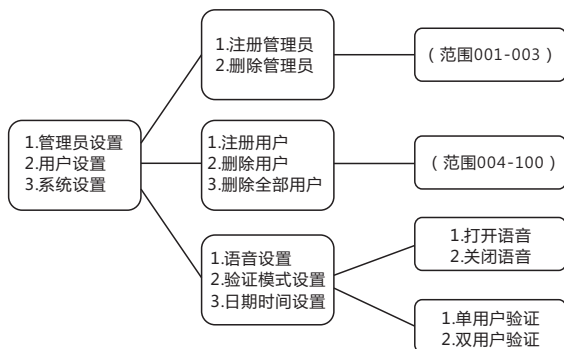 1.管理员设置
2.用户设置
3.系统设置
1.注册管理员
2.删除管理员
（范围001-003）
1.注册用户
2.删除用户
3.删除全部用户
（范围004-100）
1.语音设置
2.验证模式设置
3.日期时间设置
1.打开语音
2.关闭语音
1.单用户验证
2.双用户验证